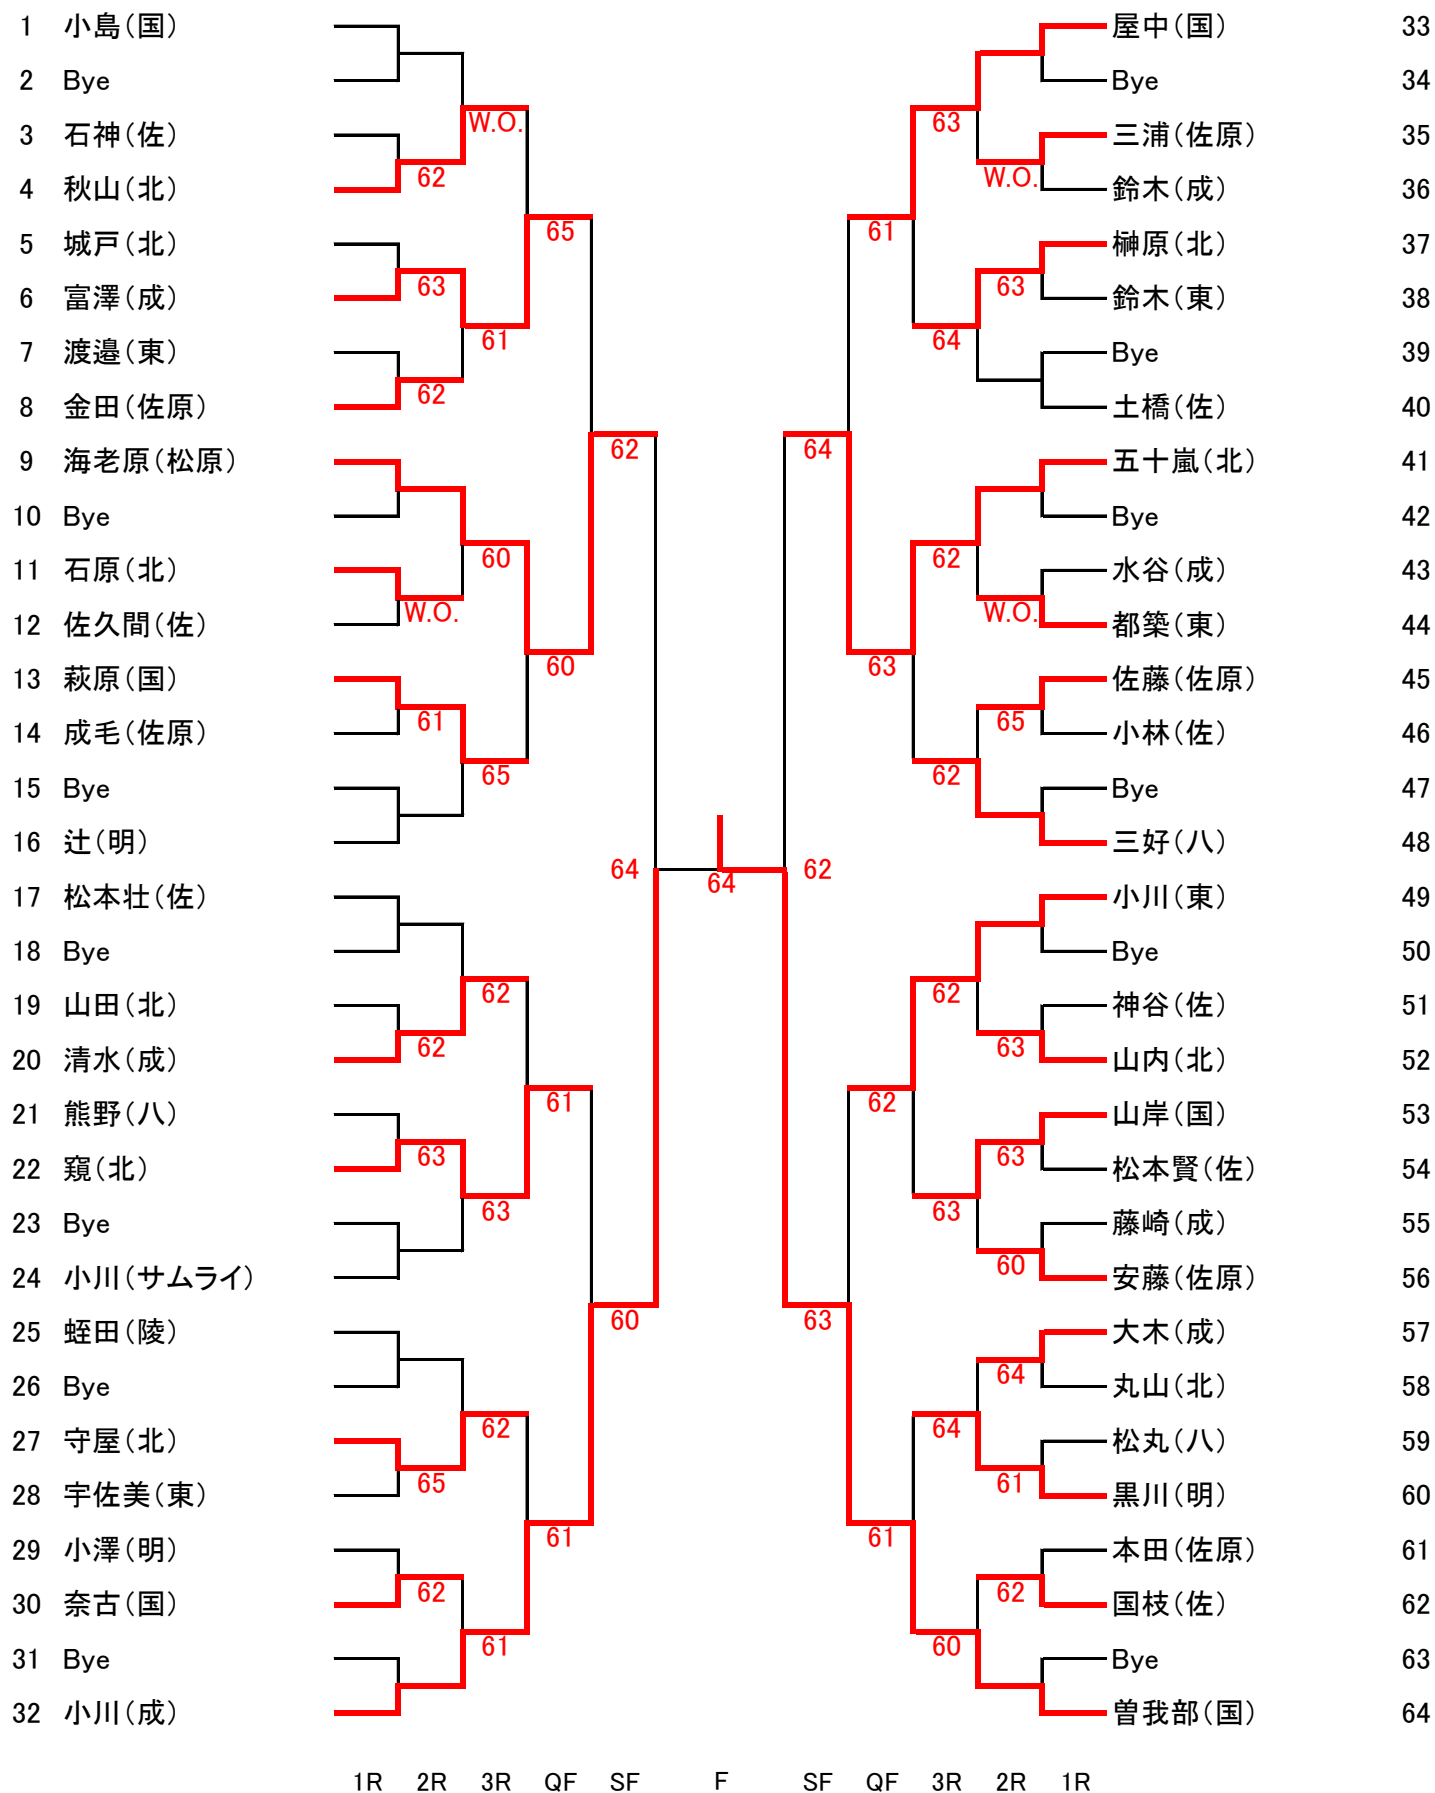 1 小島（国） 屋中（国） 33
2 Bye Bye 34
W.O. 63
3 石神（佐） 三浦（佐原） 35
62 W.O.
4 秋山（北） 鈴木（成） 36
65 61
5 城戸（北） 榊原（北） 37
63 63
6 富澤（成） 鈴木（東） 38
61 64
7 渡邉（東） Bye 39
62
8 金田（佐原） 土橋（佐） 40
62 64
9 海老原（松原） 五十嵐（北） 41
10 Bye Bye 42
60 62
11 石原（北） 水谷（成） 43
W.O. W.O.
12 佐久間（佐） 都築（東） 44
60 63
13 萩原（国） 佐藤（佐原） 45
61 65
14 成毛（佐原） 小林（佐） 46
65 62
15 Bye Bye 47
16 辻（明） 三好（八） 48
64 64 62
17 松本壮（佐） 小川（東） 49
18 Bye Bye 50
62 62
19 山田（北） 神谷（佐） 51
62 63
20 清水（成） 山内（北） 52
61 62
21 熊野（八） 山岸（国） 53
63 63
22 窺（北） 松本賢（佐） 54
63 63
23 Bye 藤崎（成） 55
60
24 小川（サムライ） 安藤（佐原） 56
60 63
25 蛭田（陵） 大木（成） 57
64
26 Bye 丸山（北） 58
62 64
27 守屋（北） 松丸（八） 59
65 61
28 宇佐美（東） 黒川（明） 60
61 61
29 小澤（明） 本田（佐原） 61
62 62
30 奈古（国） 国枝（佐） 62
61 60
31 Bye Bye 63
32 小川（成） 曽我部（国） 64
1R 2R 3R QF SF F SF QF 3R 2R 1R